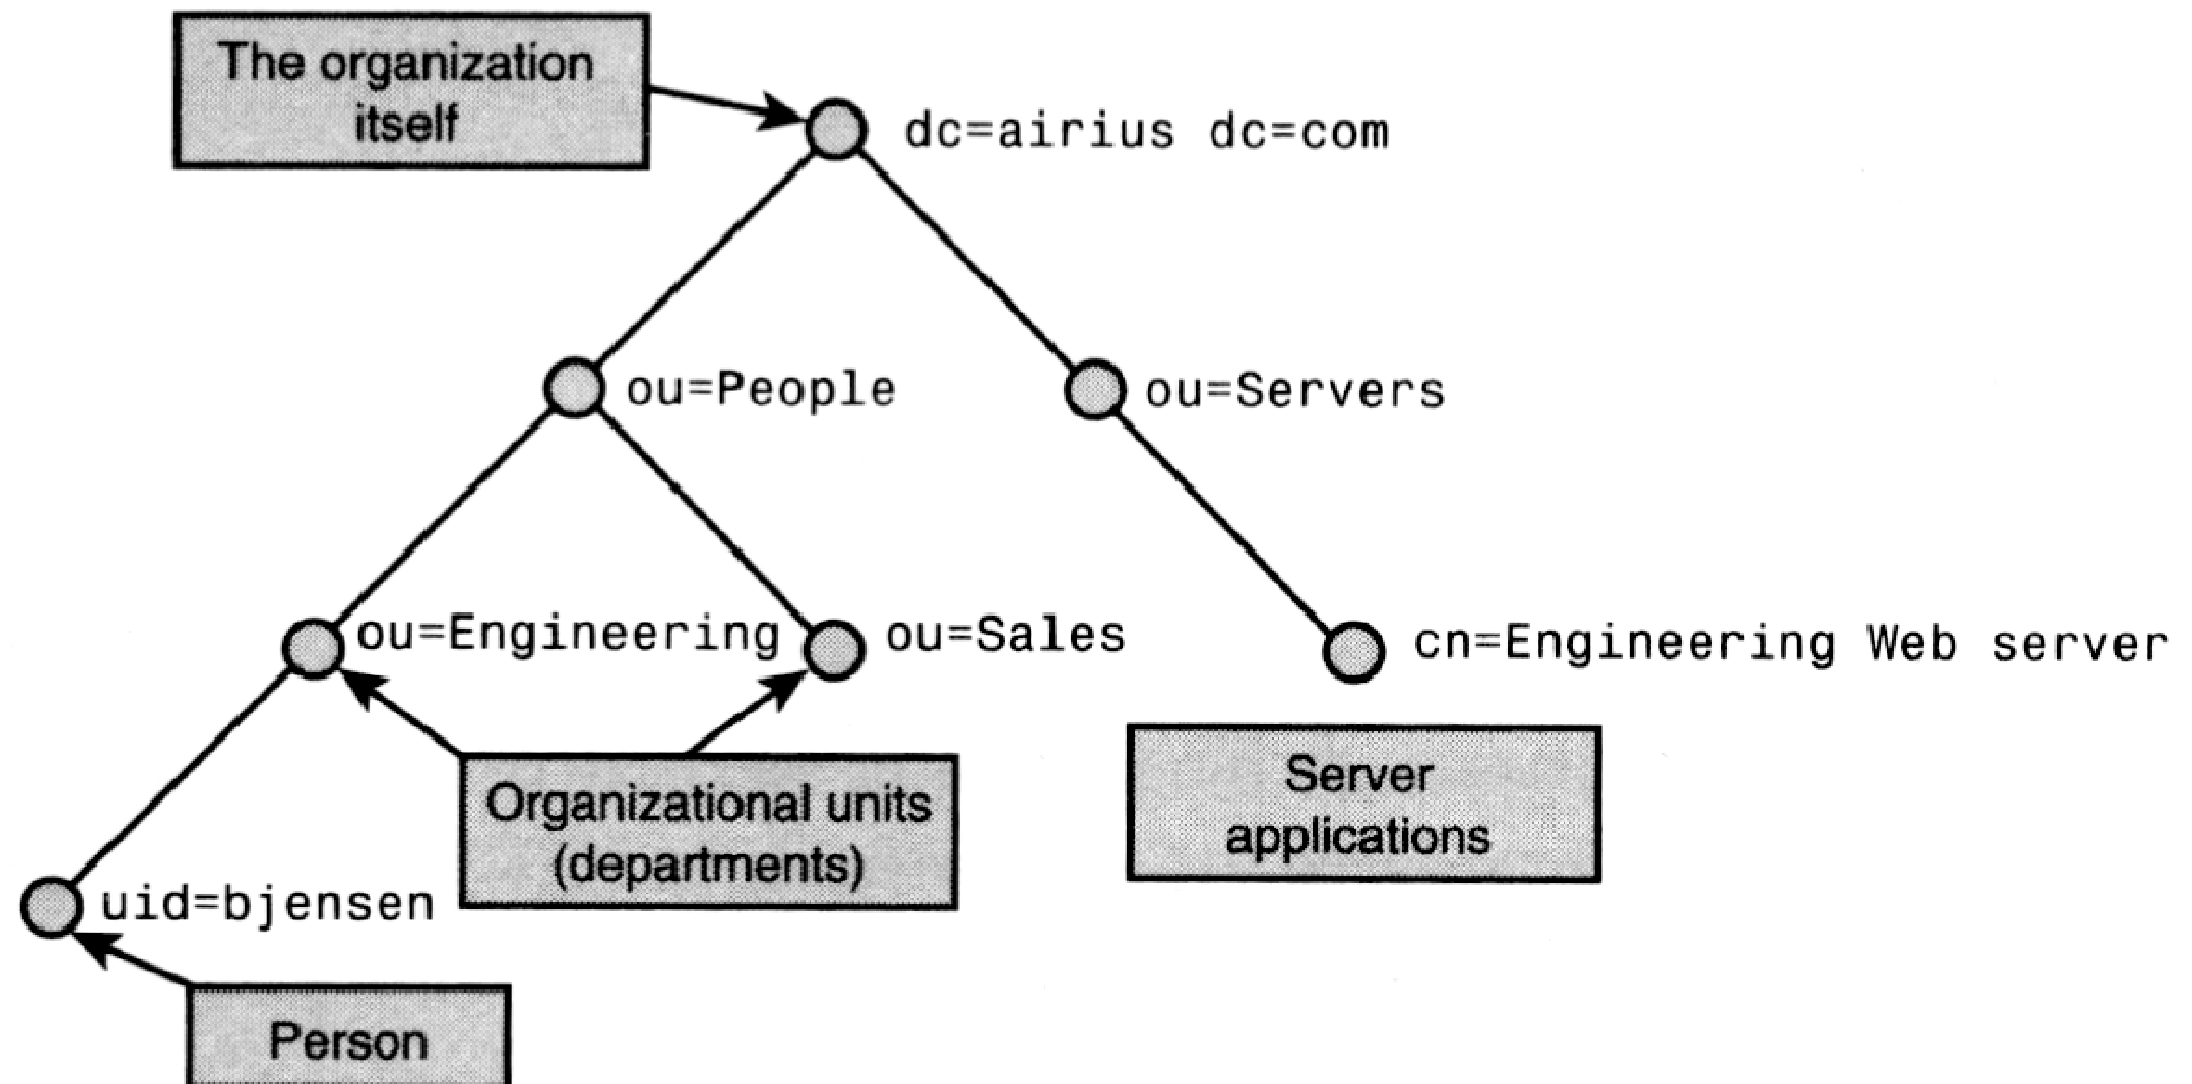 The organization
itself
dc=airius dc=com
ou=People
ou=Servers
ou=Engineering
ou=Sales
cn=Engineering Web server
Organizational units
(departments)
Server
applications
uid=bjensen
Person